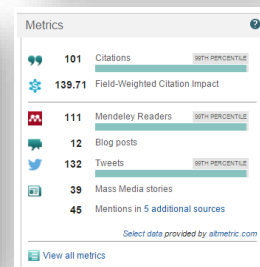 Metrics
?
101 Citations 99TH PERCENTILE
139.71 Field-Weighted Citation Impact
111 Mendeley Readers 99TH PERCENTILE
12 Blog posts
132 Tweets 99TH PERCENTILE
39 Mass Media stories
45 Mentions in 5 additional sources
Select data provided by altmetric.com
View all metrics